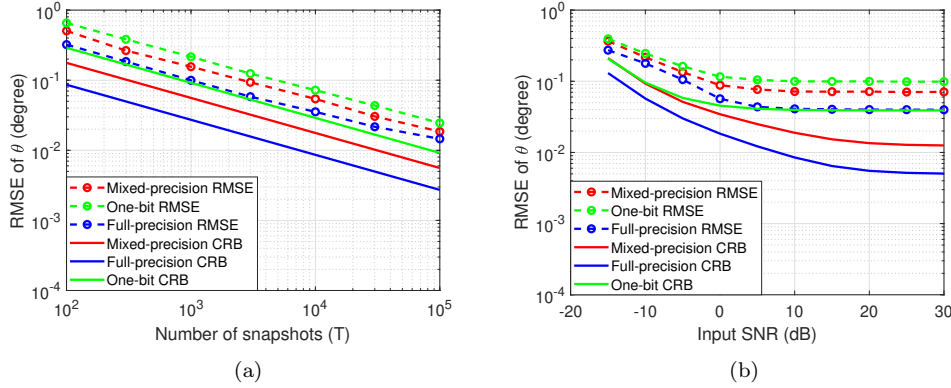 10^0
10^-1
10^-2
10^-3
10^-4
RMSE of θ (degree)
Mixed-precision RMSE
One-bit RMSE
Full-precision RMSE
Mixed-precision CRB
Full-precision CRB
One-bit CRB
10^2
10^3
10^4
10^5
Number of snapshots (T)
(a)
10^0
10^-1
10^-2
10^-3
10^-4
RMSE of θ (degree)
Mixed-precision RMSE
One-bit RMSE
Full-precision RMSE
Mixed-precision CRB
Full-precision CRB
One-bit CRB
-20
-10
0
10
20
30
Input SNR (dB)
(b)